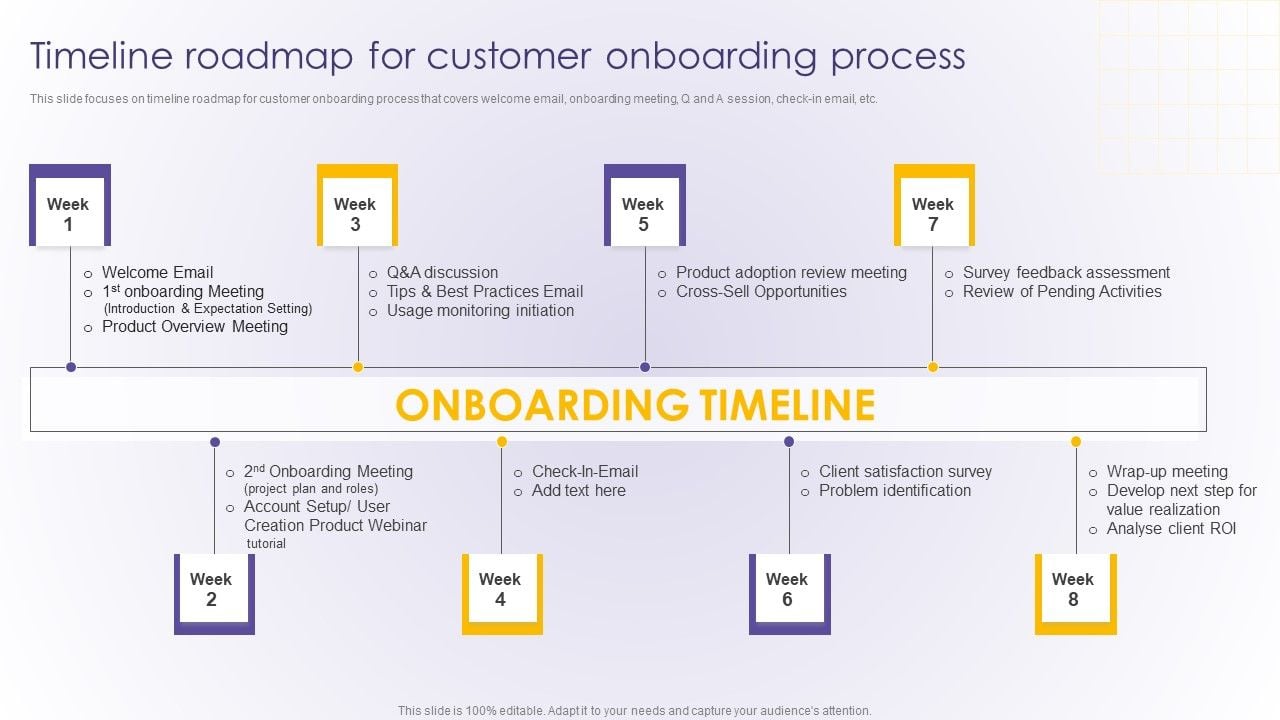 Timeline roadmap for customer onboarding process
This slide focuses on timeline roadmap for customer onboarding process that covers welcome email, onboarding meeting, Q and A session, check-in email, etc.
Week
1
o Welcome Email
o 1st onboarding Meeting
(Introduction & Expectation Setting)
o Product Overview Meeting
Week
3
o Q&A discussion
o Tips & Best Practices Email
o Usage monitoring initiation
Week
5
o Product adoption review meeting
o Cross-Sell Opportunities
Week
7
o Survey feedback assessment
o Review of Pending Activities
ONBOARDING TIMELINE
o 2nd Onboarding Meeting
(project plan and roles)
o Account Setup/ User
Creation Product Webinar
tutorial
Week
2
o Check-In-Email
o Add text here
Week
4
o Client satisfaction survey
o Problem identification
Week
6
o Wrap-up meeting
o Develop next step for
value realization
o Analyse client ROI
Week
8
This slide is 100% editable. Adapt it to your needs and capture your audience's attention.